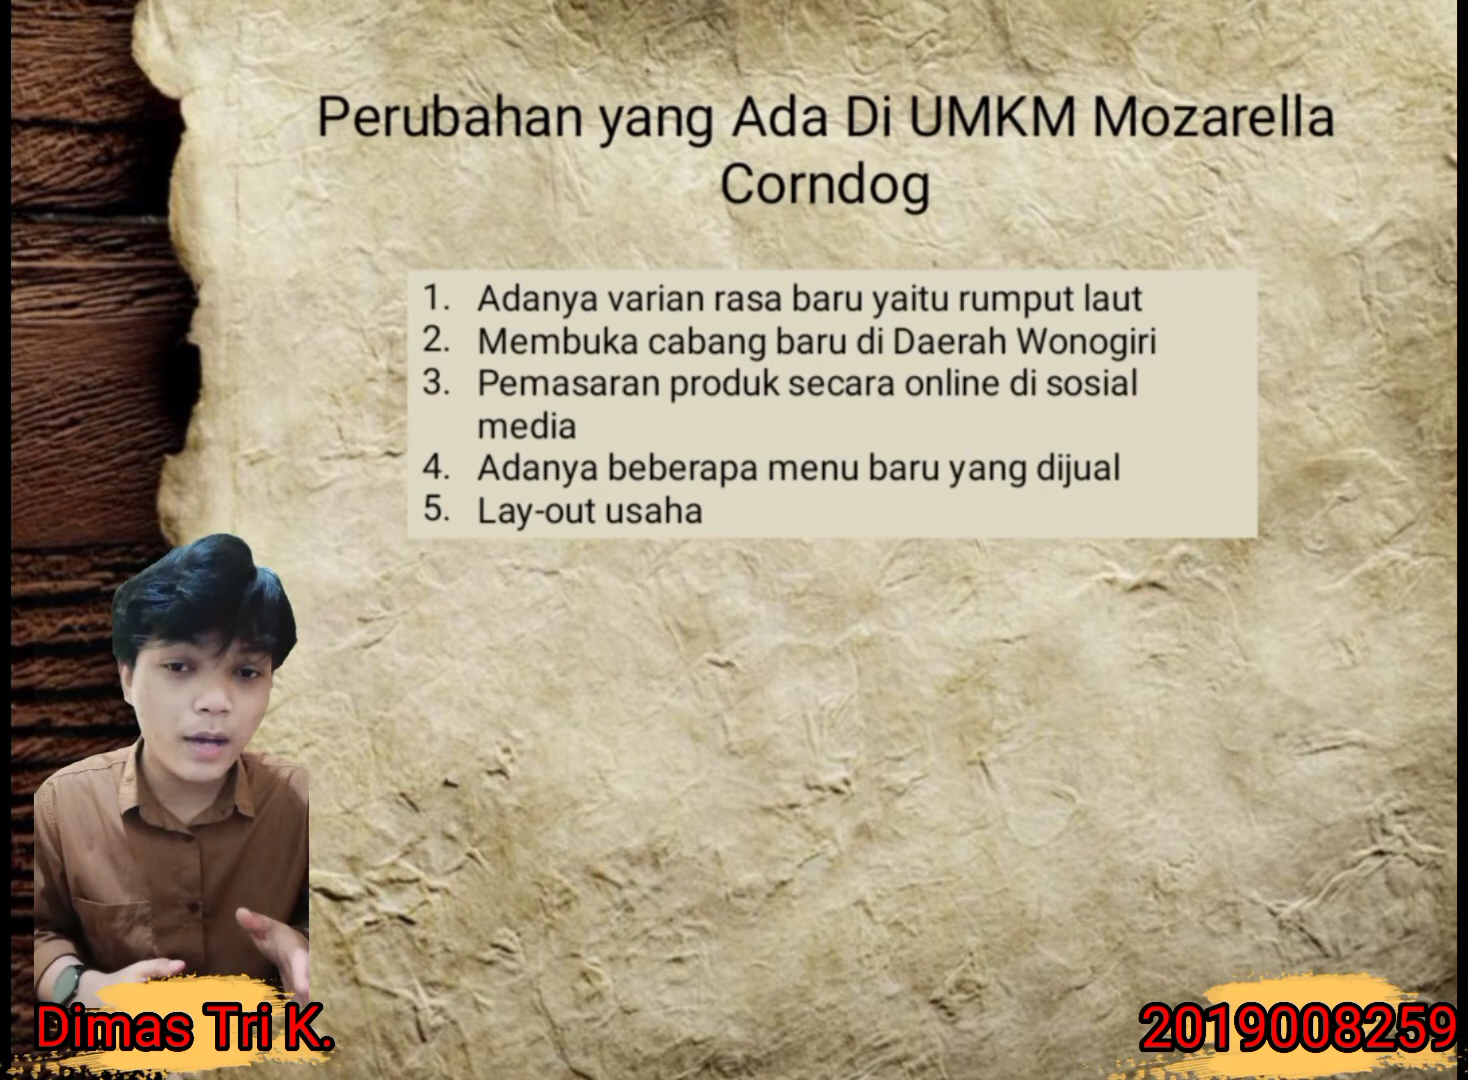 Perubahan yang Ada Di UMKM Mozarella
Corndog
1. Adanya varian rasa baru yaitu rumput laut
2. Membuka cabang baru di Daerah Wonogiri
3. Pemasaran produk secara online di sosial
media
4. Adanya beberapa menu baru yang dijual
5. Lay-out usaha
Dimas Tri K.
2019008259